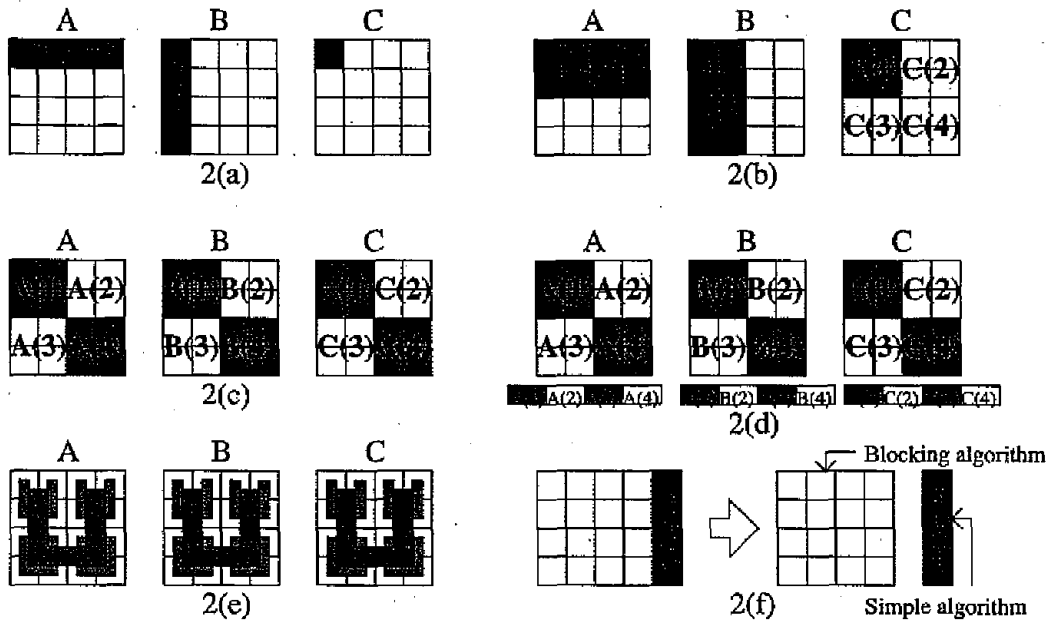 A B C
2(a)
A B C
C(2)
C(3) C(4)
2(b)
A B C
A(2) B(2) C(2)
A(3) B(3) C(3)
2(c)
A B C
A(2) B(2) C(2)
A(3) B(3) C(3)
A(2) A(4) B(2) B(4) C(2) C(4)
2(d)
A B C
2(e)
Blocking algorithm
2(f)
Simple algorithm